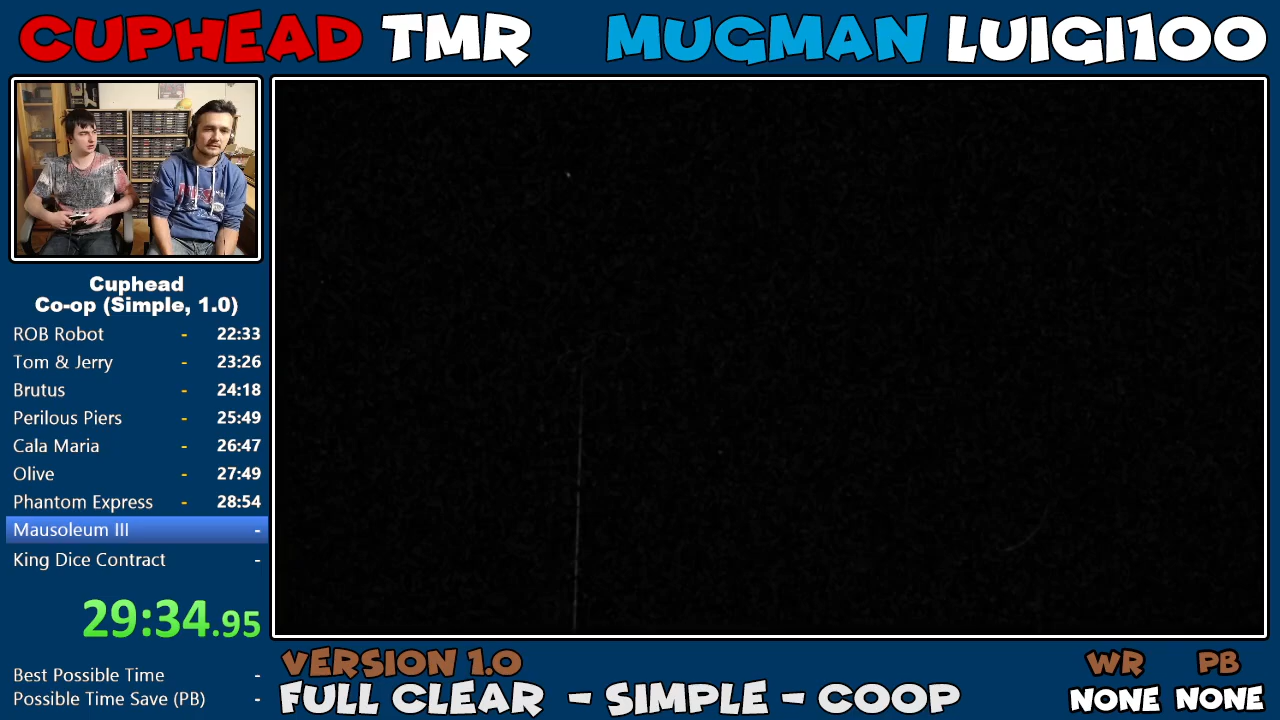 CUPHEAD TMR MUGMAN LUIGI100
Cuphead
Co-op (Simple, 1.0)
ROB Robot - 22:33
Tom & Jerry - 23:26
Brutus - 24:18
Perilous Piers - 25:49
Cala Maria - 26:47
Olive - 27:49
Phantom Express - 28:54
Mausoleum III -
King Dice Contract -
29:34.95
Best Possible Time -
Possible Time Save (PB) -
VERSION 1.0
FULL CLEAR - SIMPLE - COOP
WR PB
NONE NONE